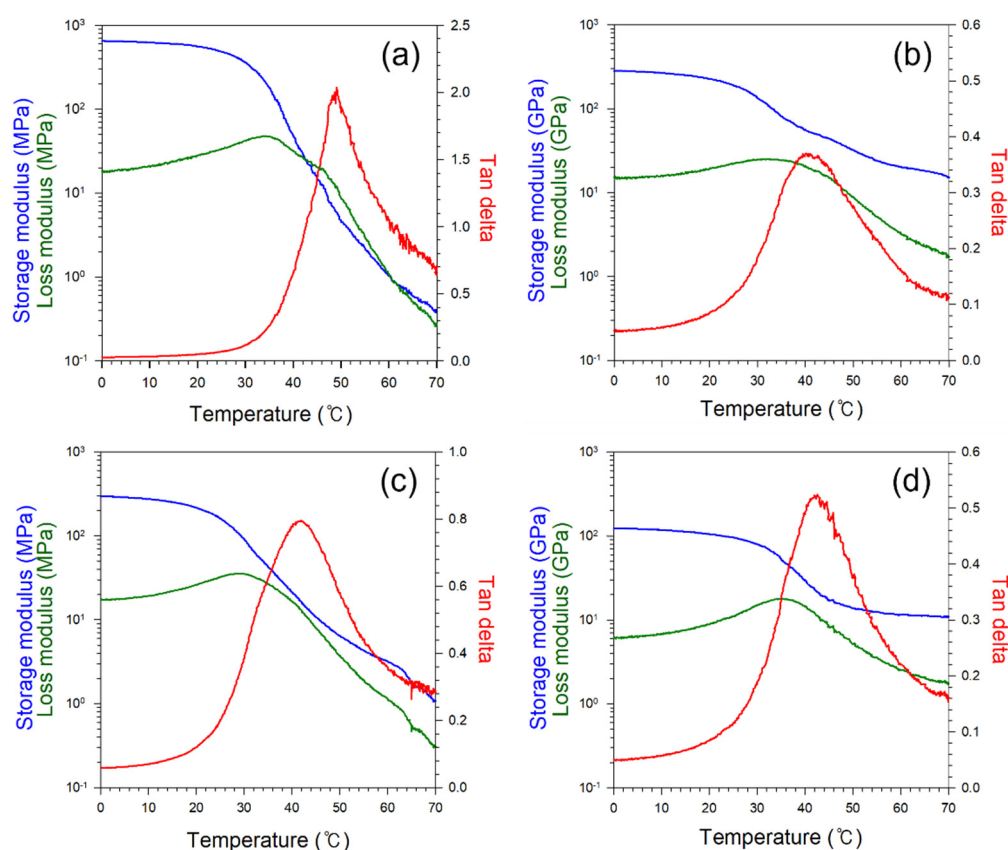 (a)
Storage modulus (MPa)
Loss modulus (MPa)
10³
10²
10¹
10⁰
10⁻¹
2.5
2.0
1.5
1.0
0.5
0.0
Tan delta
0 10 20 30 40 50 60 70
Temperature (℃)
(b)
Storage modulus (GPa)
Loss modulus (GPa)
10³
10²
10¹
10⁰
10⁻¹
0.6
0.5
0.4
0.3
0.2
0.1
0.0
Tan delta
0 10 20 30 40 50 60 70
Temperature (℃)
(c)
Storage modulus (MPa)
Loss modulus (MPa)
10³
10²
10¹
10⁰
10⁻¹
1.0
0.8
0.6
0.4
0.2
0.0
Tan delta
0 10 20 30 40 50 60 70
Temperature (℃)
(d)
Storage modulus (GPa)
Loss modulus (GPa)
10³
10²
10¹
10⁰
10⁻¹
0.6
0.5
0.4
0.3
0.2
0.1
0.0
Tan delta
0 10 20 30 40 50 60 70
Temperature (℃)